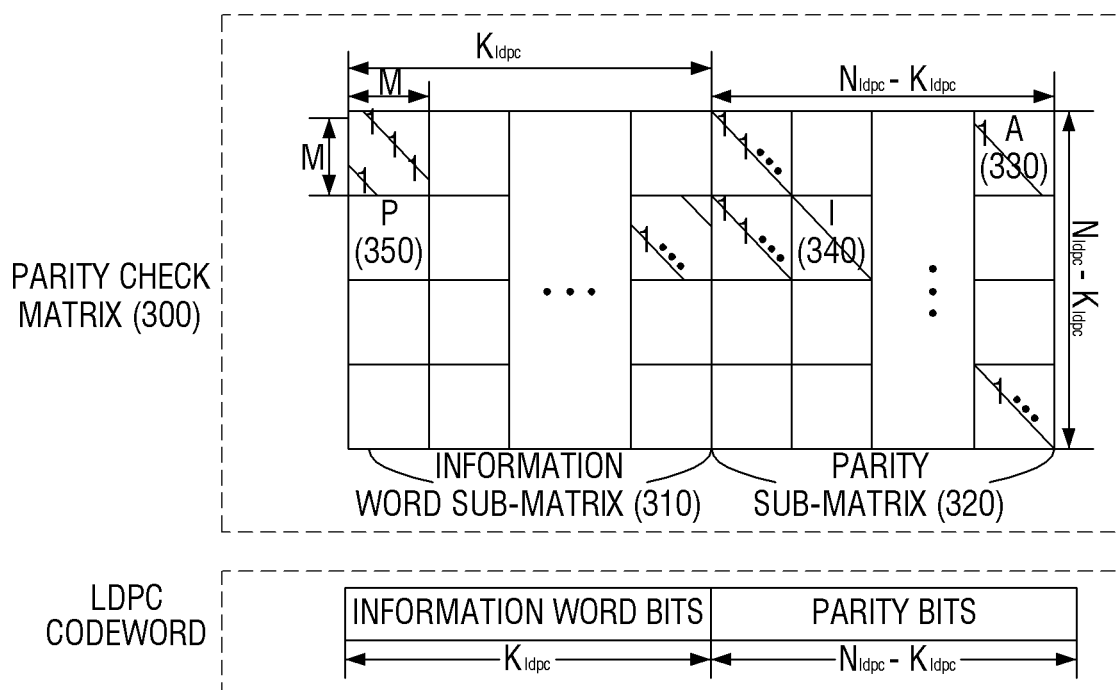 K ldpc
M
N ldpc - K ldpc
M
1
1
1
1
1
1
1
A
(330)
P
(350)
1
1
1
I
(340)
N ldpc - K ldpc
PARITY CHECK
MATRIX (300)
1
INFORMATION
WORD SUB-MATRIX (310)
PARITY
SUB-MATRIX (320)
LDPC
CODEWORD
INFORMATION WORD BITS
PARITY BITS
K ldpc
N ldpc - K ldpc